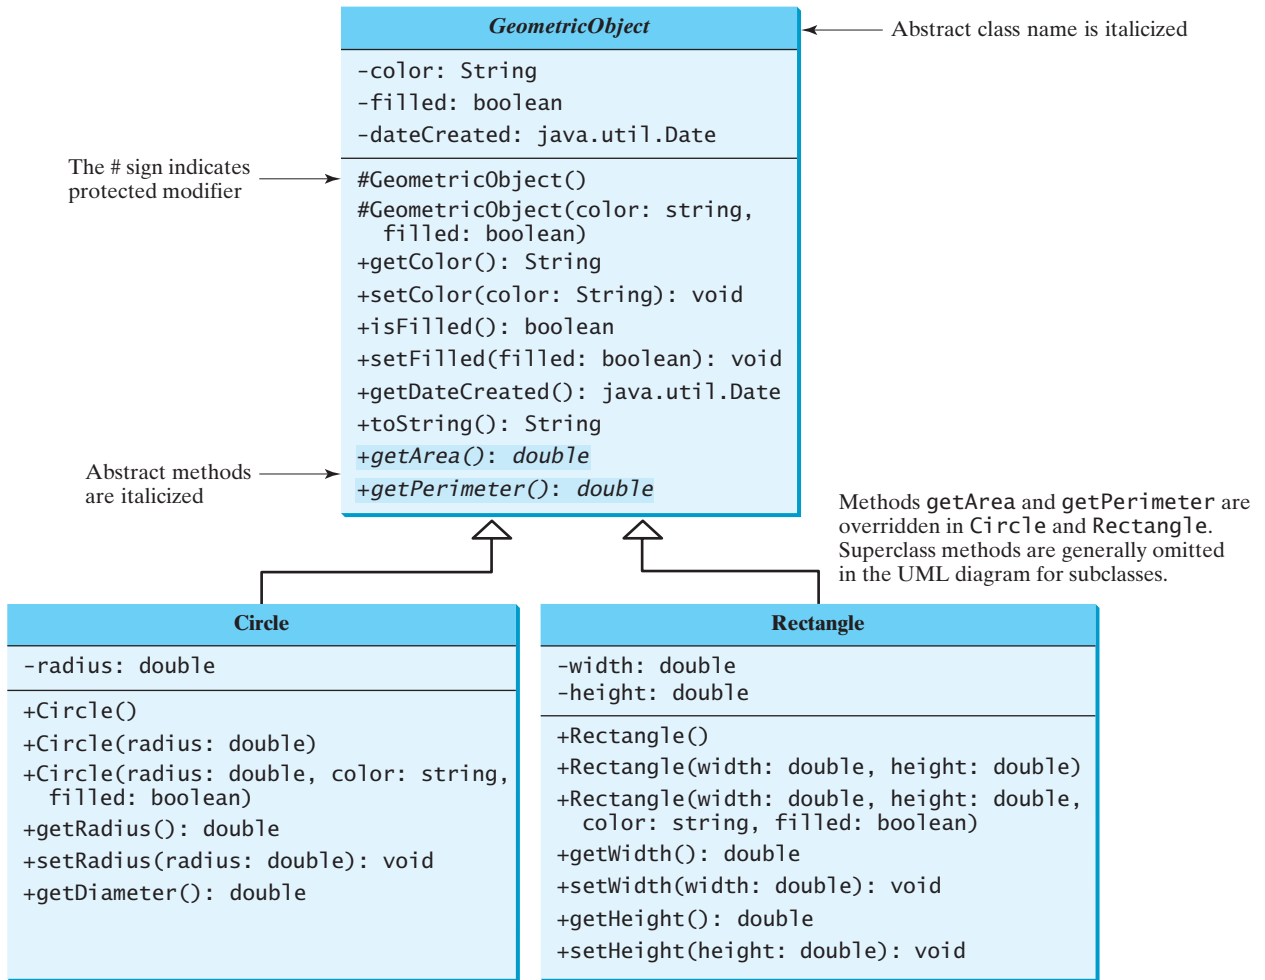 GeometricObject
Abstract class name is italicized
-color: String
-filled: boolean
-dateCreated: java.util.Date
The # sign indicates
protected modifier
#GeometricObject()
#GeometricObject(color: string,
filled: boolean)
+getColor(): String
+setColor(color: String): void
+isFilled(): boolean
+setFilled(filled: boolean): void
+getDateCreated(): java.util.Date
+toString(): String
+getArea(): double
+getPerimeter(): double
Abstract methods
are italicized
Methods getArea and getPerimeter are
overridden in Circle and Rectangle.
Superclass methods are generally omitted
in the UML diagram for subclasses.
Circle
-radius: double
+Circle()
+Circle(radius: double)
+Circle(radius: double, color: string,
filled: boolean)
+getRadius(): double
+setRadius(radius: double): void
+getDiameter(): double
Rectangle
-width: double
-height: double
+Rectangle()
+Rectangle(width: double, height: double)
+Rectangle(width: double, height: double,
color: string, filled: boolean)
+getWidth(): double
+setWidth(width: double): void
+getHeight(): double
+setHeight(height: double): void